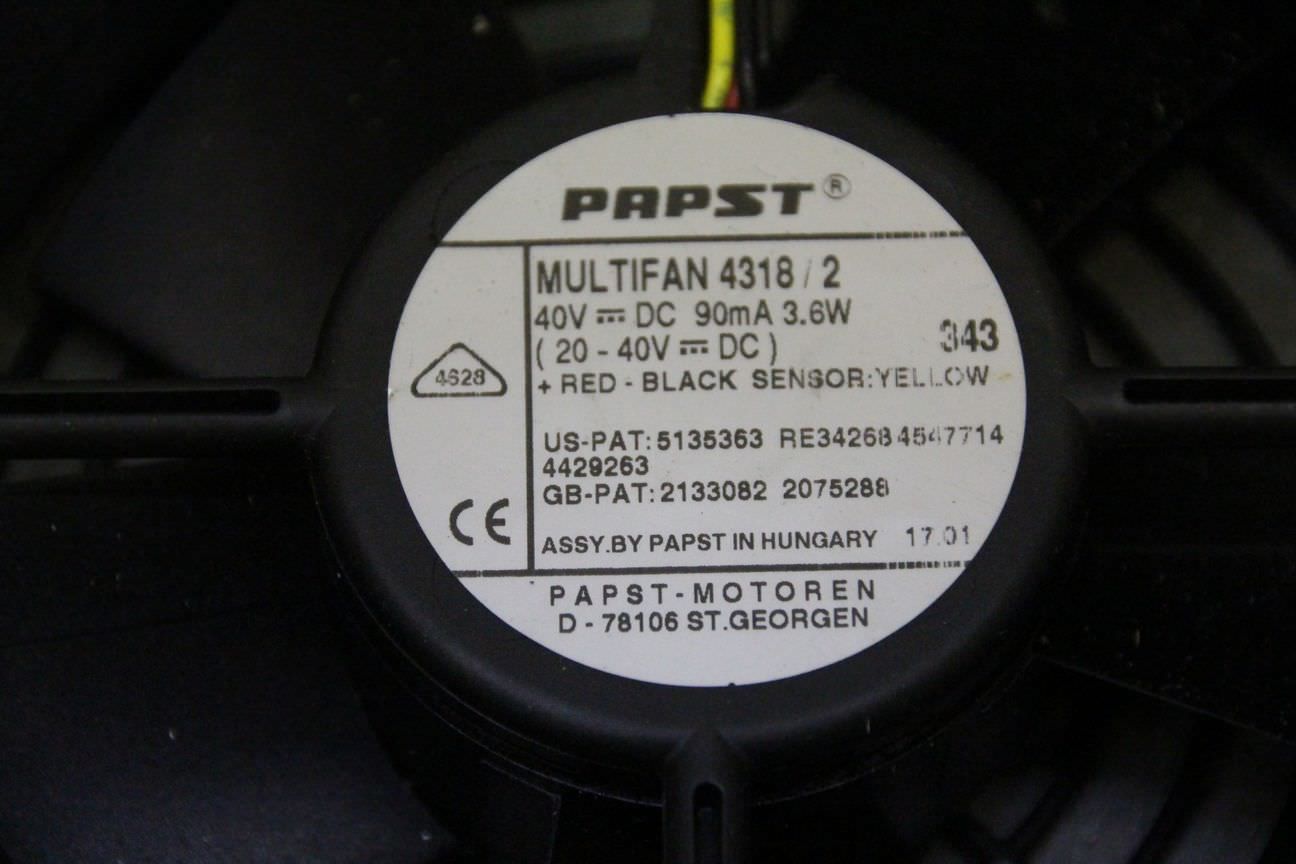 PAPST®
MULTIFAN 4318 / 2
40V ⎓ DC 90mA 3.6W
( 20 - 40V ⎓ DC ) 343
+ RED - BLACK SENSOR:YELLOW
4628
US-PAT: 5135363 RE34268 4547714
4429263
GB-PAT: 2133082 2075288
CE
ASSY.BY PAPST IN HUNGARY 17.01
PAPST-MOTOREN
D - 78106 ST.GEORGEN